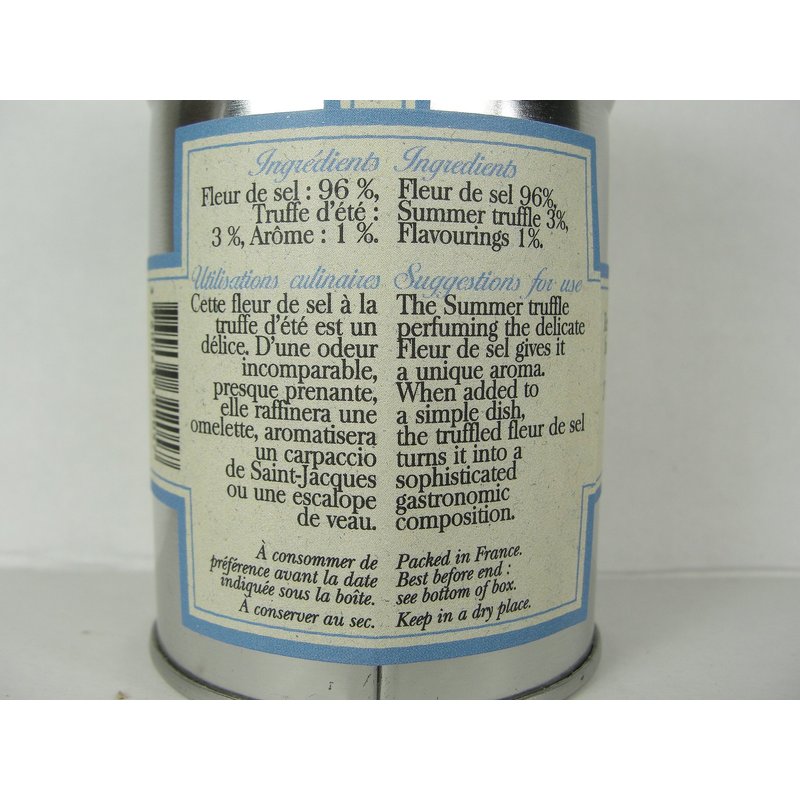 Ingrédients
Fleur de sel : 96 %,
Truffe d'été :
3 %, Arôme : 1 %.
Utilisations culinaires
Cette fleur de sel à la
truffe d'été est un
délice. D'une odeur
incomparable,
presque prenante,
elle raffinera une
omelette, aromatisera
un carpaccio
de Saint-Jacques
ou une escalope
de veau.
À consommer de
préférence avant la date
indiquée sous la boîte.
À conserver au sec.
Ingredients
Fleur de sel 96%,
Summer truffle 3%,
Flavourings 1%.
Suggestions for use
The Summer truffle
perfuming the delicate
Fleur de sel gives it
a unique aroma.
When added to
a simple dish,
the truffled fleur de sel
turns it into a
sophisticated
gastronomic
composition.
Packed in France.
Best before end :
see bottom of box.
Keep in a dry place.